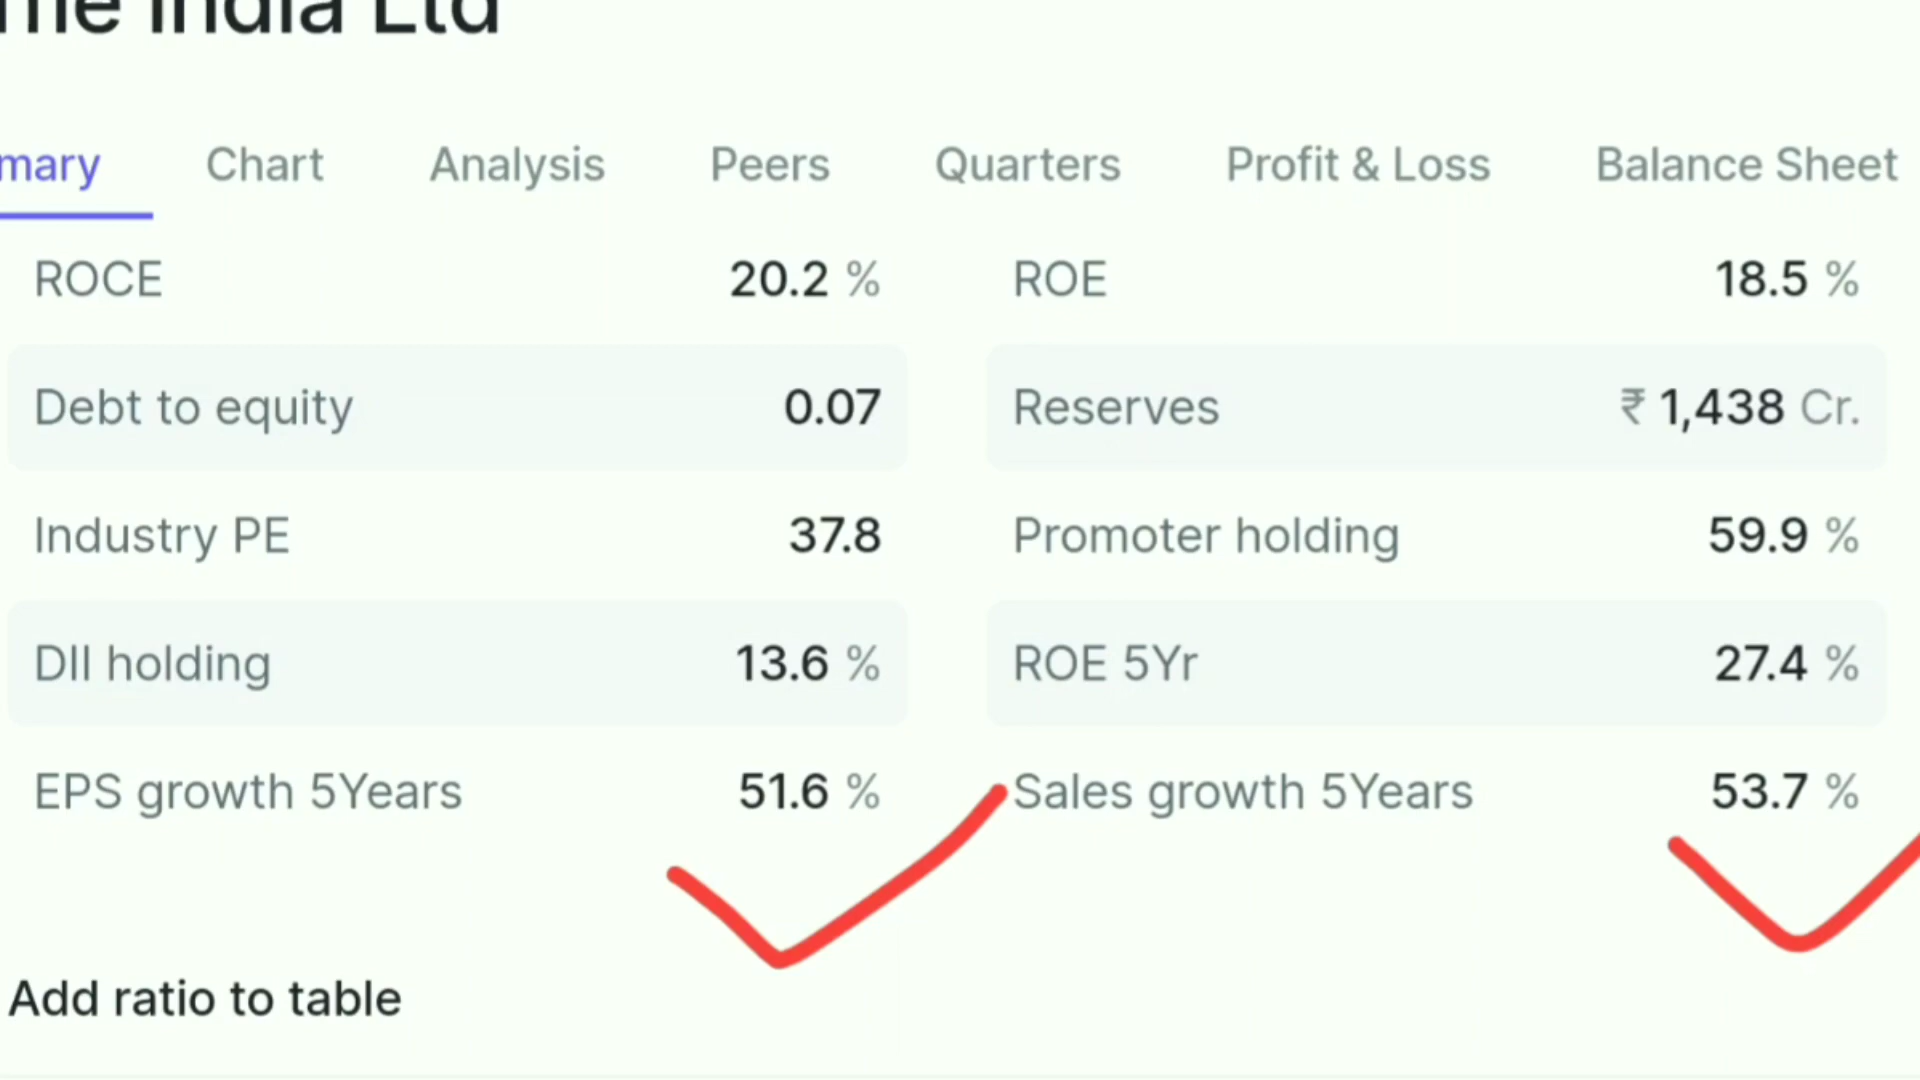 India Ltd
Chart Analysis Peers Quarters Profit & Loss Balance Sheet
ROCE 20.2 % ROE 18.5 %
Debt to equity 0.07 Reserves ₹ 1,438 Cr.
Industry PE 37.8 Promoter holding 59.9 %
DII holding 13.6 % ROE 5Yr 27.4 %
EPS growth 5Years 51.6 % Sales growth 5Years 53.7 %
Add ratio to table